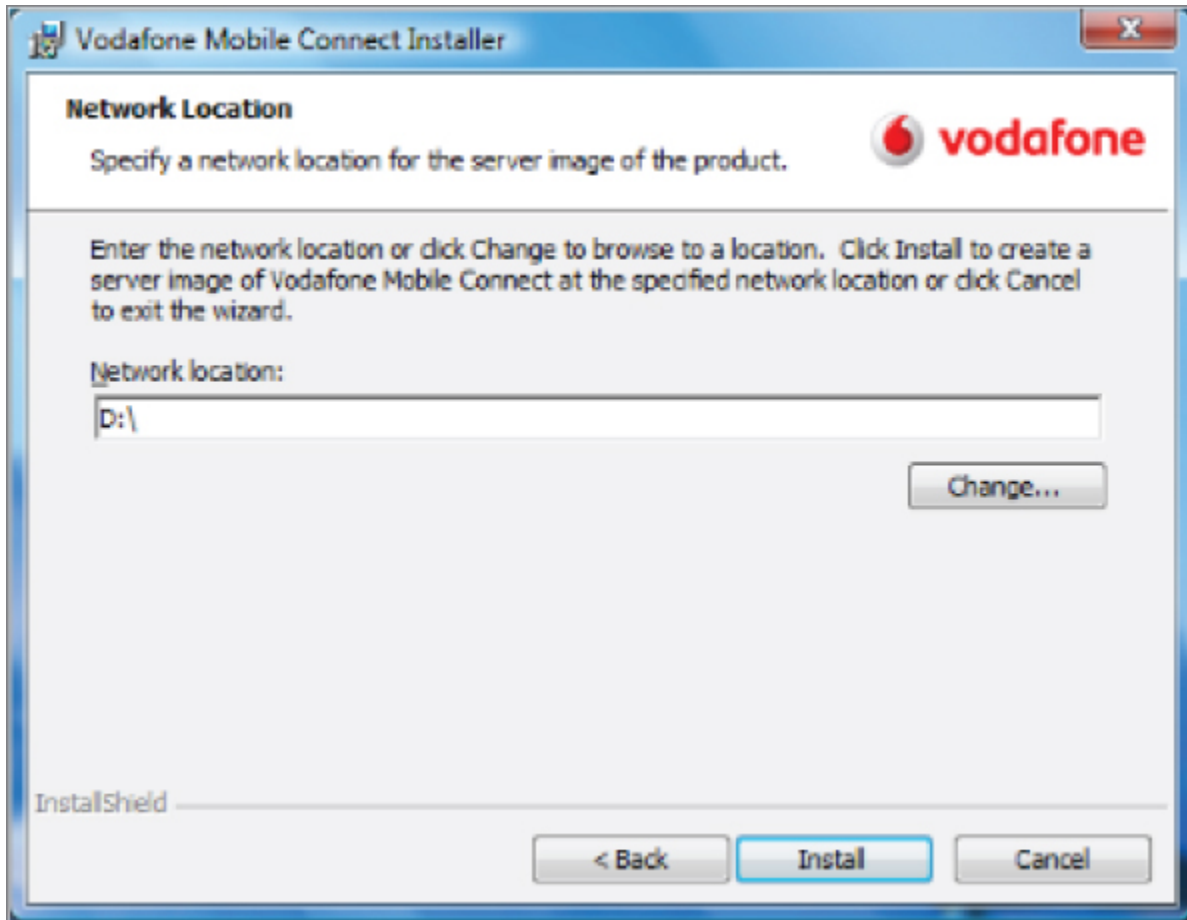 Vodafone Mobile Connect Installer
Network Location
Specify a network location for the server image of the product.
vodafone
Enter the network location or click Change to browse to a location. Click Install to create a
server image of Vodafone Mobile Connect at the specified network location or click Cancel
to exit the wizard.
Network location:
D:\
Change...
InstallShield
< Back
Install
Cancel